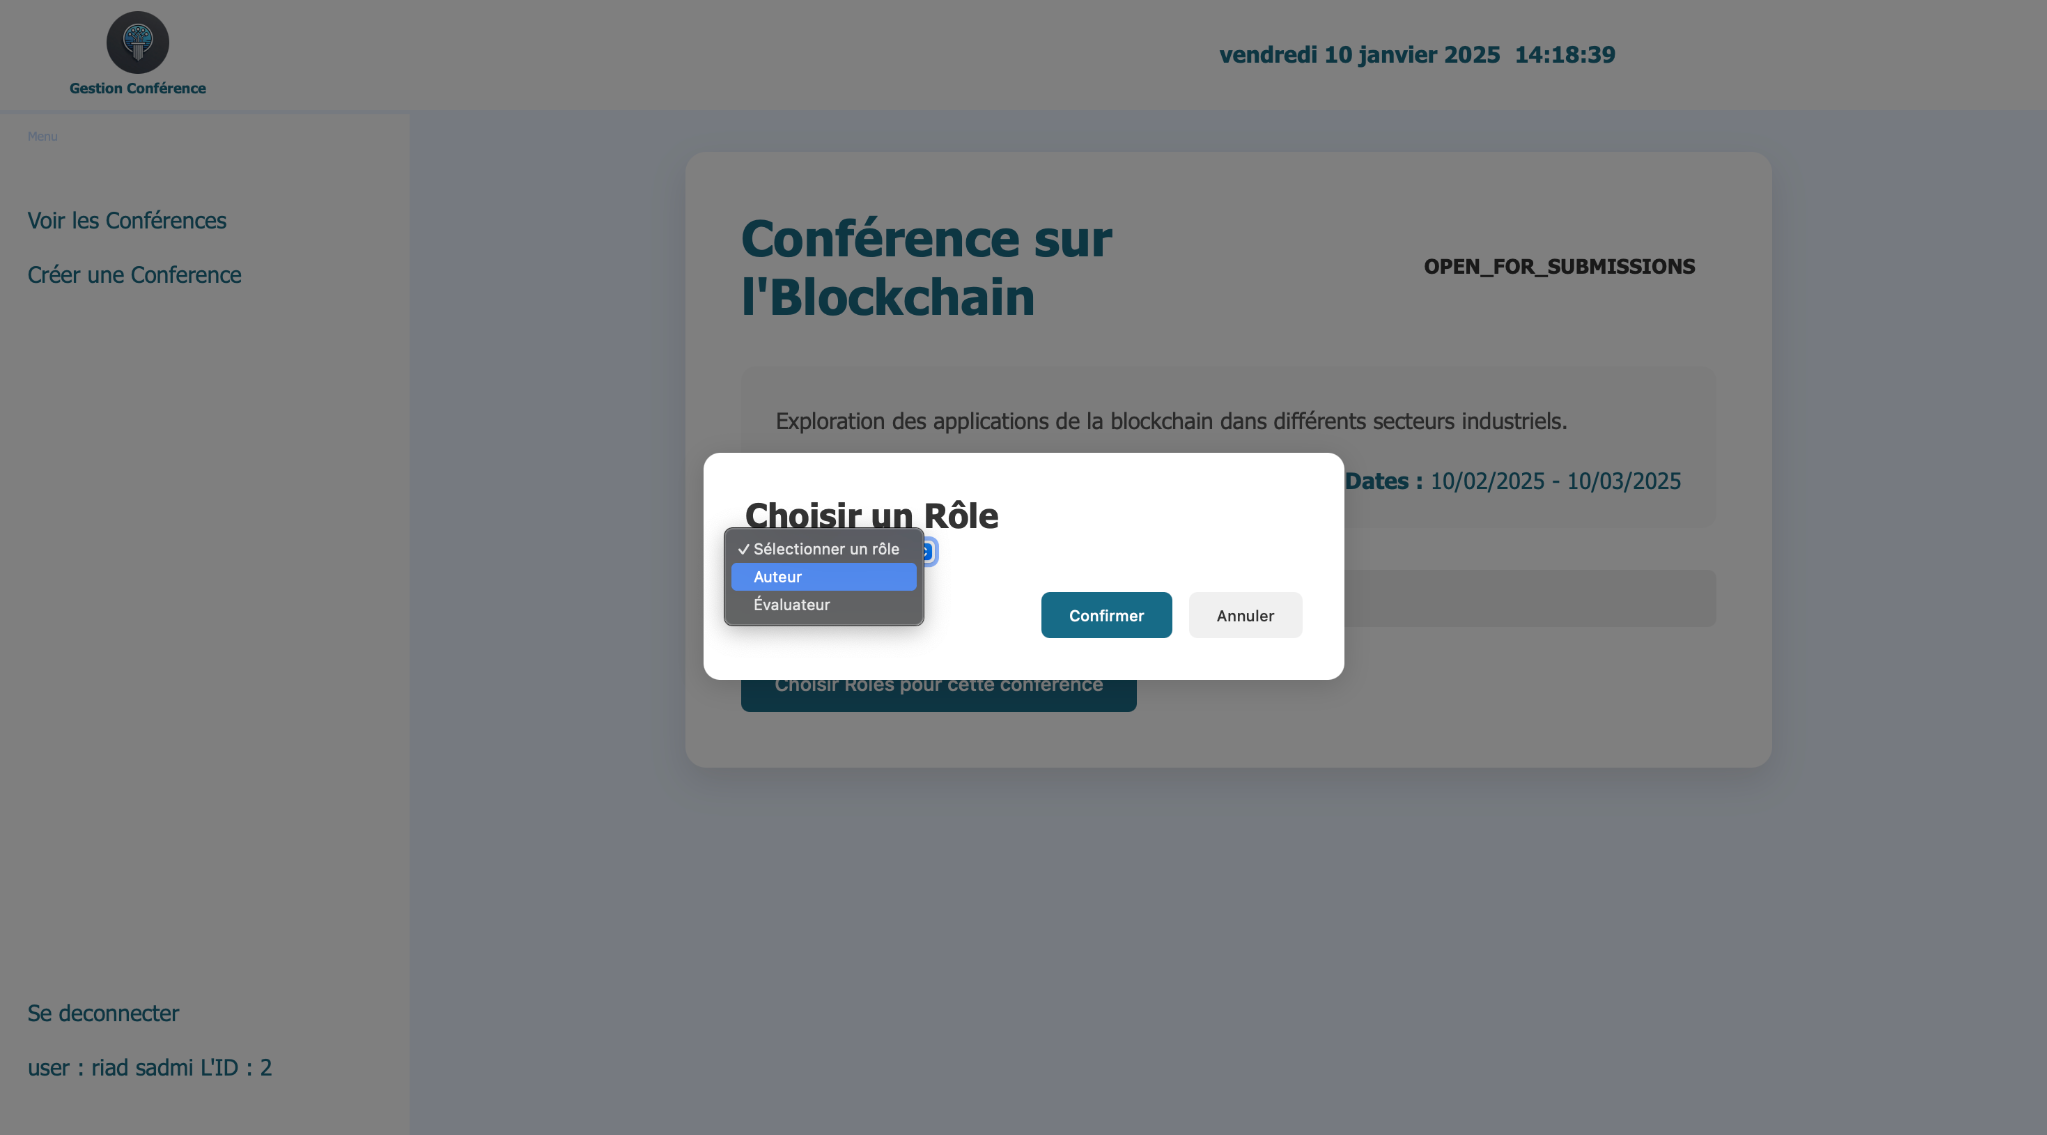 Gestion Conférence
vendredi 10 janvier 2025 14:18:39
Menu
Voir les Conférences
Créer une Conference
Conférence sur
l'Blockchain
OPEN_FOR_SUBMISSIONS
Exploration des applications de la blockchain dans différents secteurs industriels.
Dates : 10/02/2025 - 10/03/2025
Choisir un Rôle
✓ Sélectionner un rôle
Auteur
Évaluateur
Confirmer
Annuler
Choisir Rôles pour cette conférence
Se deconnecter
user : riad sadmi L'ID : 2